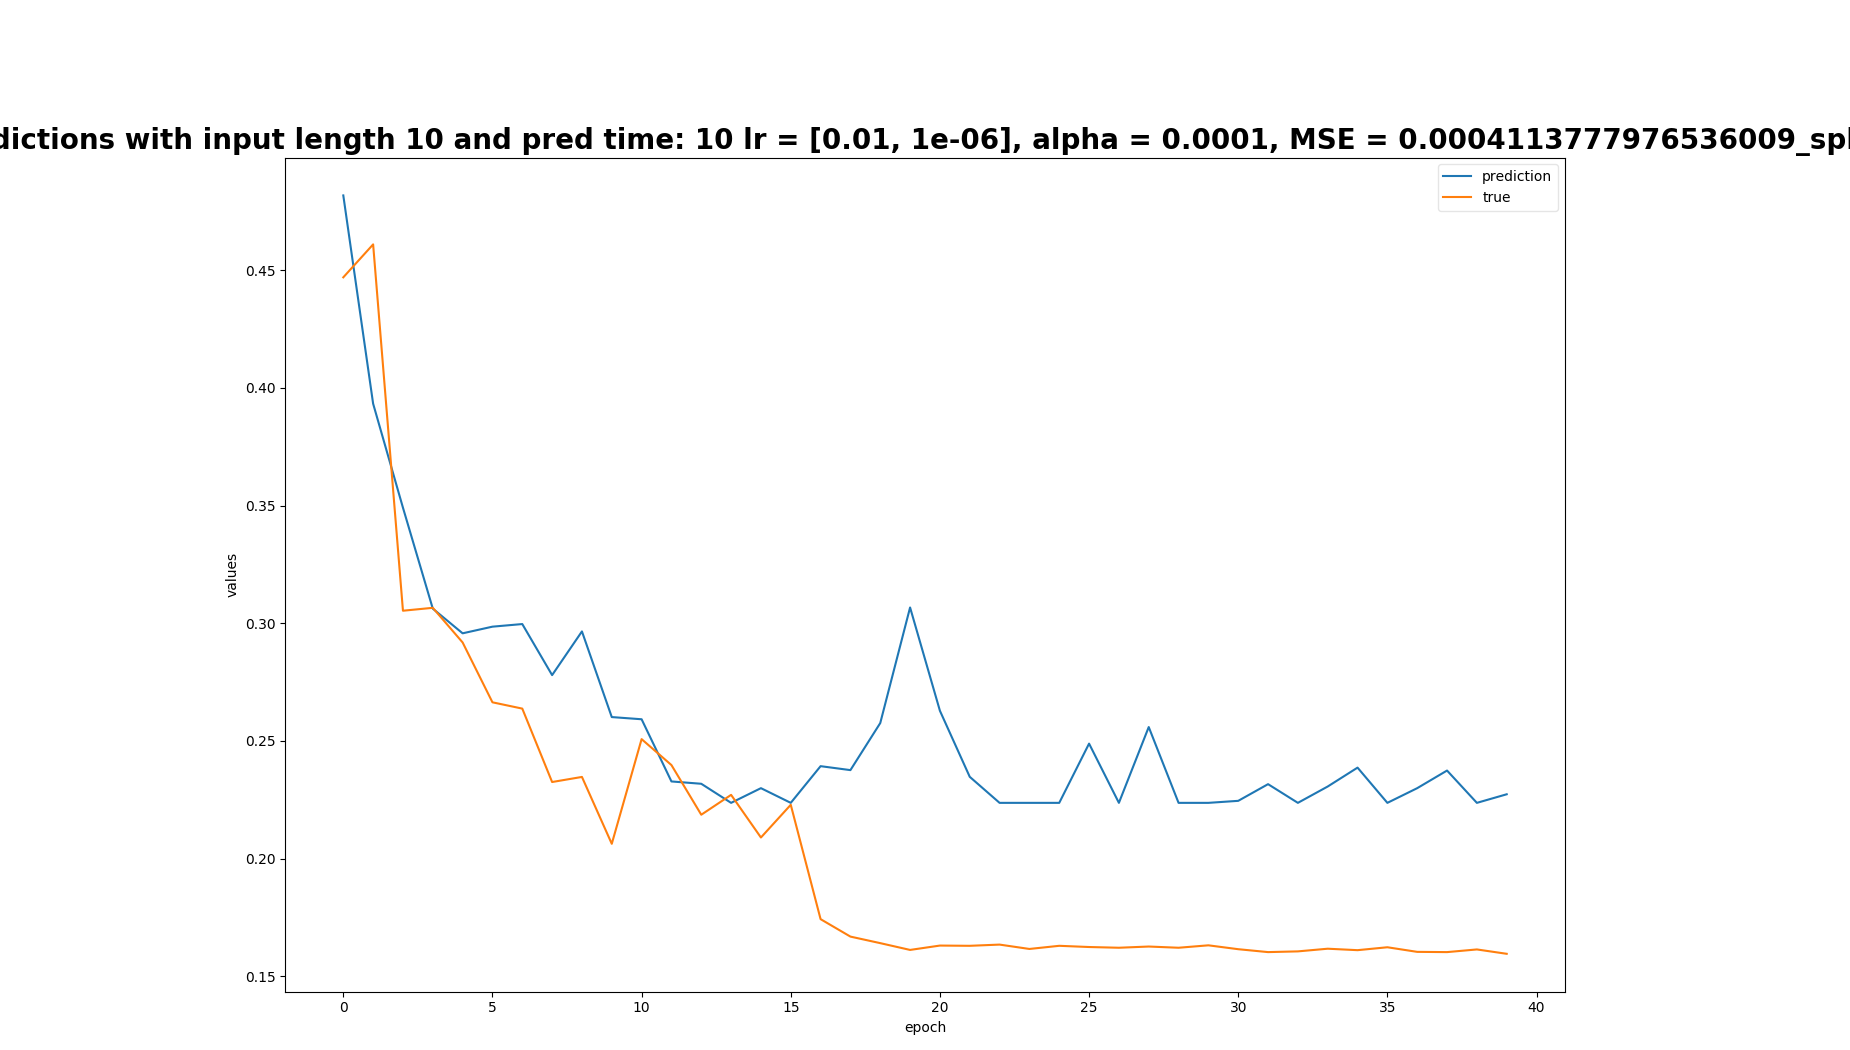 dictions with input length 10 and pred time: 10 lr = [0.01, 1e-06], alpha = 0.0001, MSE = 0.0004113777976536009_spl
prediction
true
0.45
0.40
0.35
0.30
0.25
0.20
0.15
values
0 5 10 15 20 25 30 35 40
epoch